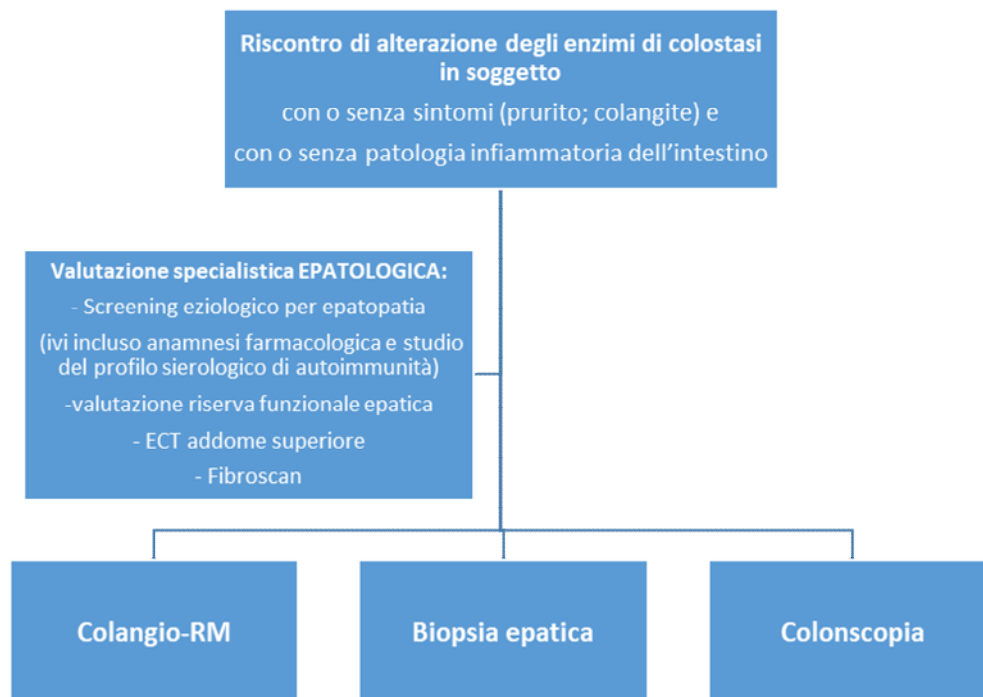 Riscontro di alterazione degli enzimi di colostasi
in soggetto
con o senza sintomi (prurito; colangite) e
con o senza patologia infiammatoria dell'intestino
Valutazione specialistica EPATOLOGICA:
- Screening eziologico per epatopatia
(ivi incluso anamnesi farmacologica e studio
del profilo sierologico di autoimmunità)
-valutazione riserva funzionale epatica
- ECT addome superiore
- Fibroscan
Colangio-RM
Biopsia epatica
Colonscopia